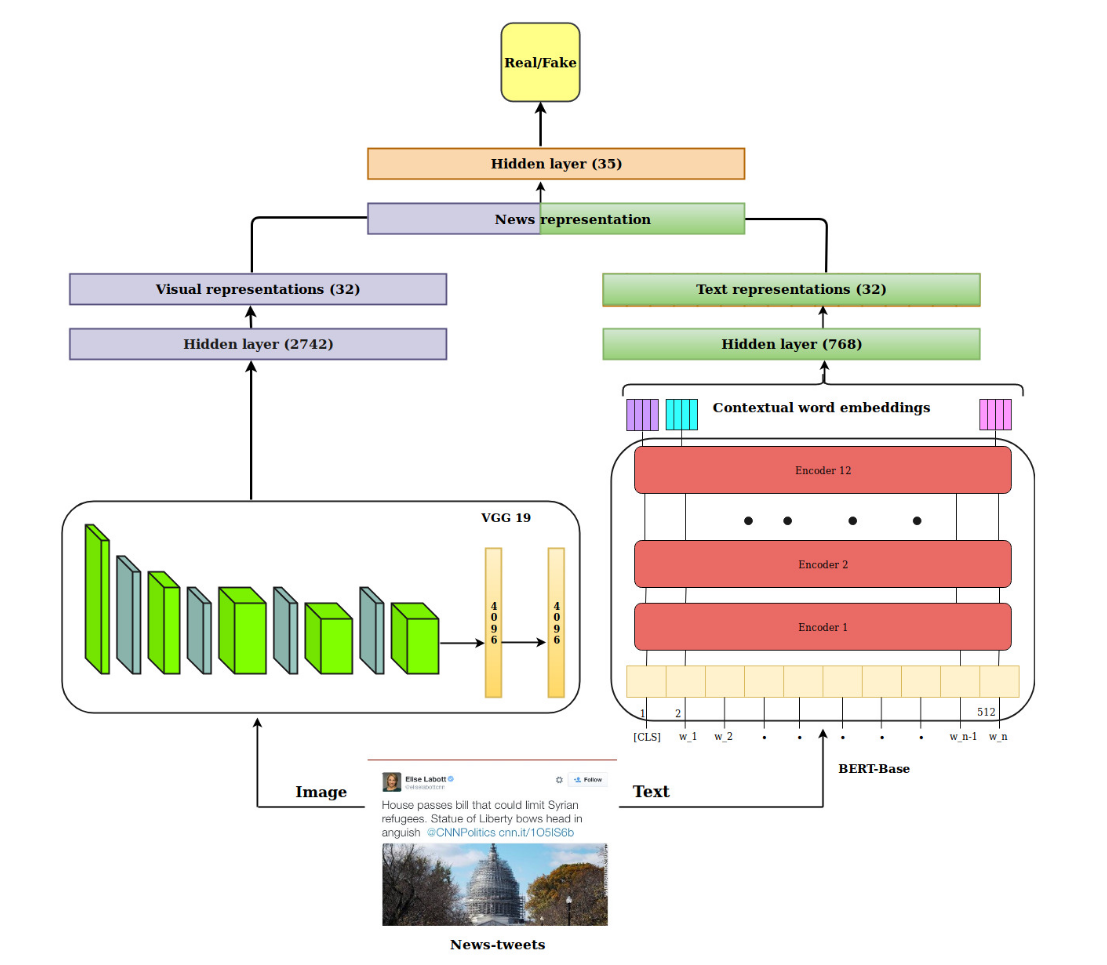 Real/Fake
Hidden layer (35)
News representation
Visual representations (32)
Text representations (32)
Hidden layer (2742)
Hidden layer (768)
Contextual word embeddings
VGG 19
4096
4096
Encoder 12
Encoder 2
Encoder 1
1
2
512
[CLS]
w_1
w_2
w_n-1
w_n
BERT-Base
Image
Text
Elise Labott
@eliselabottcnn
Follow
House passes bill that could limit Syrian
refugees. Statue of Liberty bows head in
anguish @CNNPolitics cnn.it/1O5lS6b
News-tweets